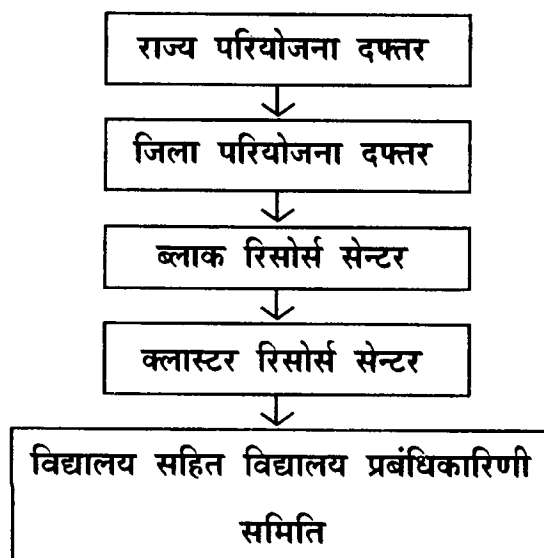 राज्य परियोजना दफ्तर
जिला परियोजना दफ्तर
ब्लाक रिसोर्स सेन्टर
क्लास्टर रिसोर्स सेन्टर
विद्यालय सहित विद्यालय प्रबंधिकारिणी
समिति